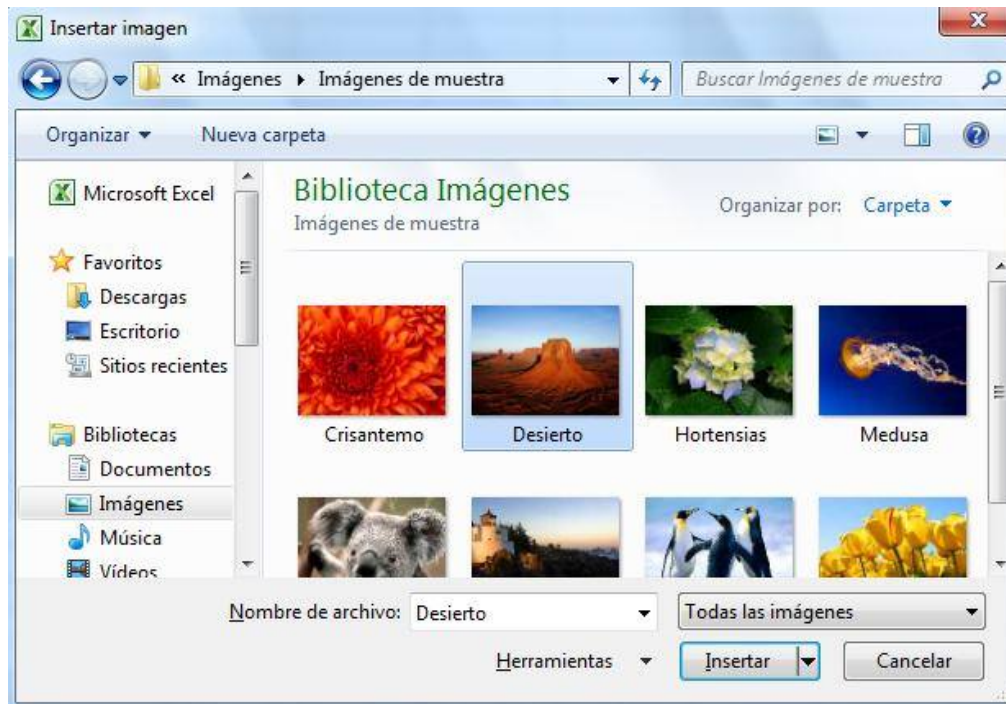 Insertar imagen
« Imágenes ▸ Imágenes de muestra
Buscar Imágenes de muestra
Organizar
Nueva carpeta
Microsoft Excel
Favoritos
Descargas
Escritorio
Sitios recientes
Bibliotecas
Documentos
Imágenes
Música
Vídeos
Biblioteca Imágenes
Imágenes de muestra
Organizar por: Carpeta
Crisantemo
Desierto
Hortensias
Medusa
Nombre de archivo: Desierto
Todas las imágenes
Herramientas
Insertar
Cancelar